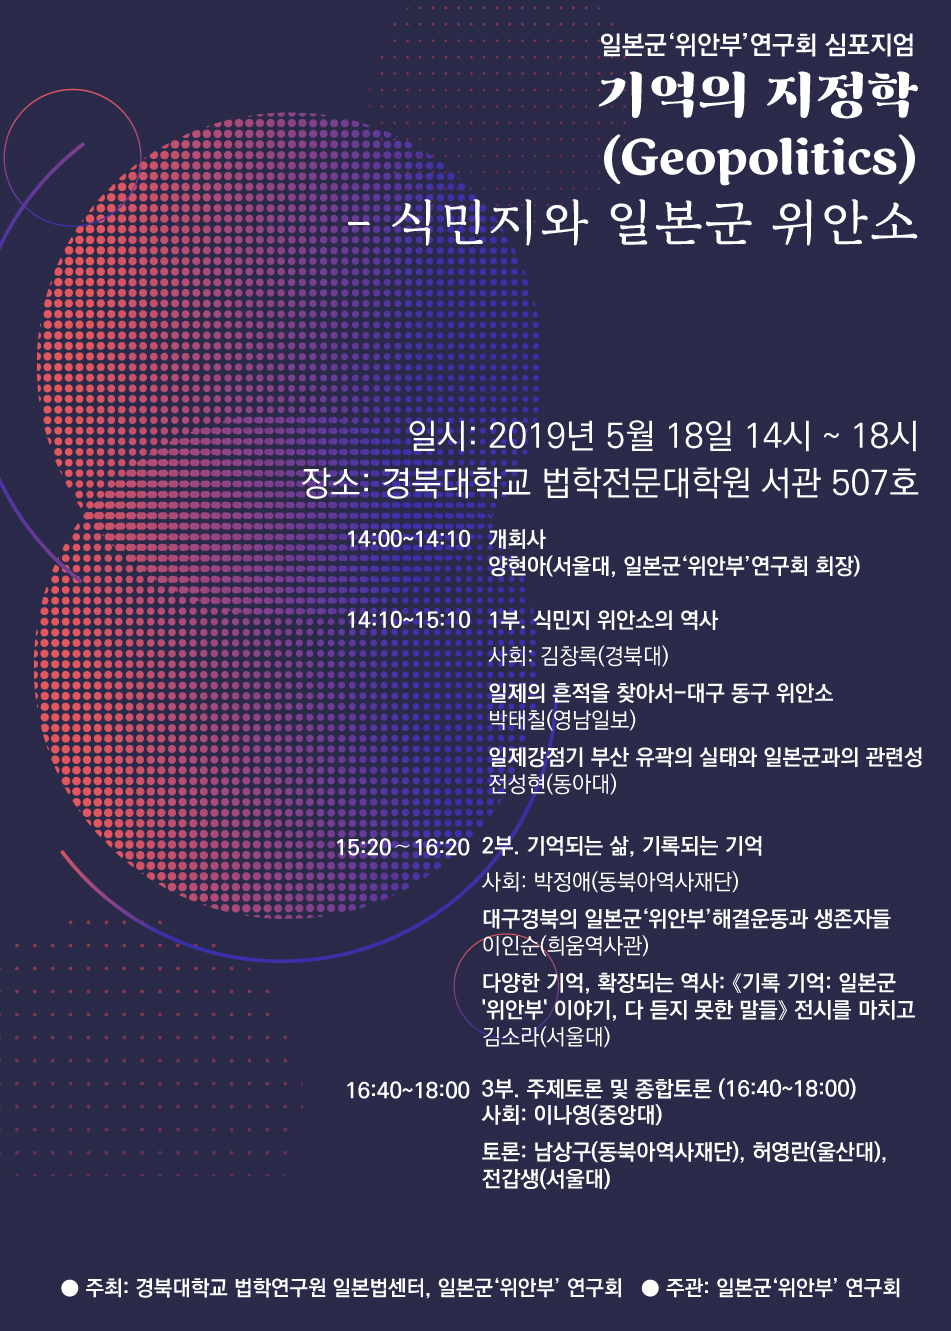 일본군‘위안부’연구회 심포지엄
기억의 지정학
(Geopolitics)
- 식민지와 일본군 위안소
일시: 2019년 5월 18일 14시 ~ 18시
장소: 경북대학교 법학전문대학원 서관 507호
14:00~14:10 개회사
양현아(서울대, 일본군‘위안부’연구회 회장)
14:10~15:10 1부. 식민지 위안소의 역사
사회: 김창록(경북대)
일제의 흔적을 찾아서-대구 동구 위안소
박태칠(영남일보)
일제강점기 부산 유곽의 실태와 일본군과의 관련성
전성현(동아대)
15:20~16:20 2부. 기억되는 삶, 기록되는 기억
사회: 박정애(동북아역사재단)
대구경북의 일본군‘위안부’해결운동과 생존자들
이인순(희움역사관)
다양한 기억, 확장되는 역사:《기록 기억: 일본군
'위안부' 이야기, 다 듣지 못한 말들》전시를 마치고
김소라(서울대)
16:40~18:00 3부. 주제토론 및 종합토론 (16:40~18:00)
사회: 이나영(중앙대)
토론: 남상구(동북아역사재단), 허영란(울산대),
전갑생(서울대)
● 주최: 경북대학교 법학연구원 일본법센터, 일본군‘위안부’ 연구회 ● 주관: 일본군‘위안부’ 연구회